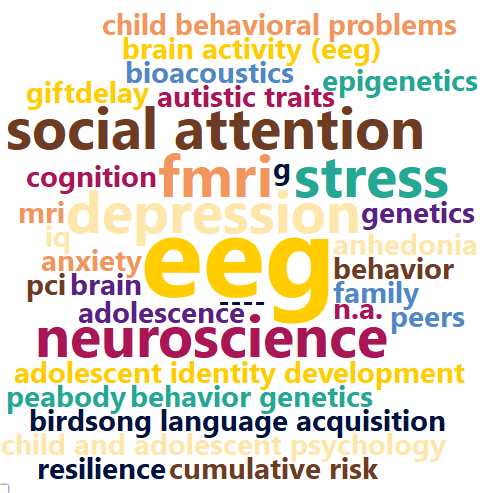 child behavioral problems
brain activity (eeg)
bioacoustics
epigenetics
giftdelay
autistic traits
social attention
cognition
fmri
g
stress
mri
depression
genetics
iq
anxiety
eeg
anhedonia
behavior
pci
brain
family
adolescence
----
n.a.
peers
neuroscience
adolescent identity development
peabody
behavior genetics
birdsong language acquisition
child and adolescent psychology
resilience
cumulative risk